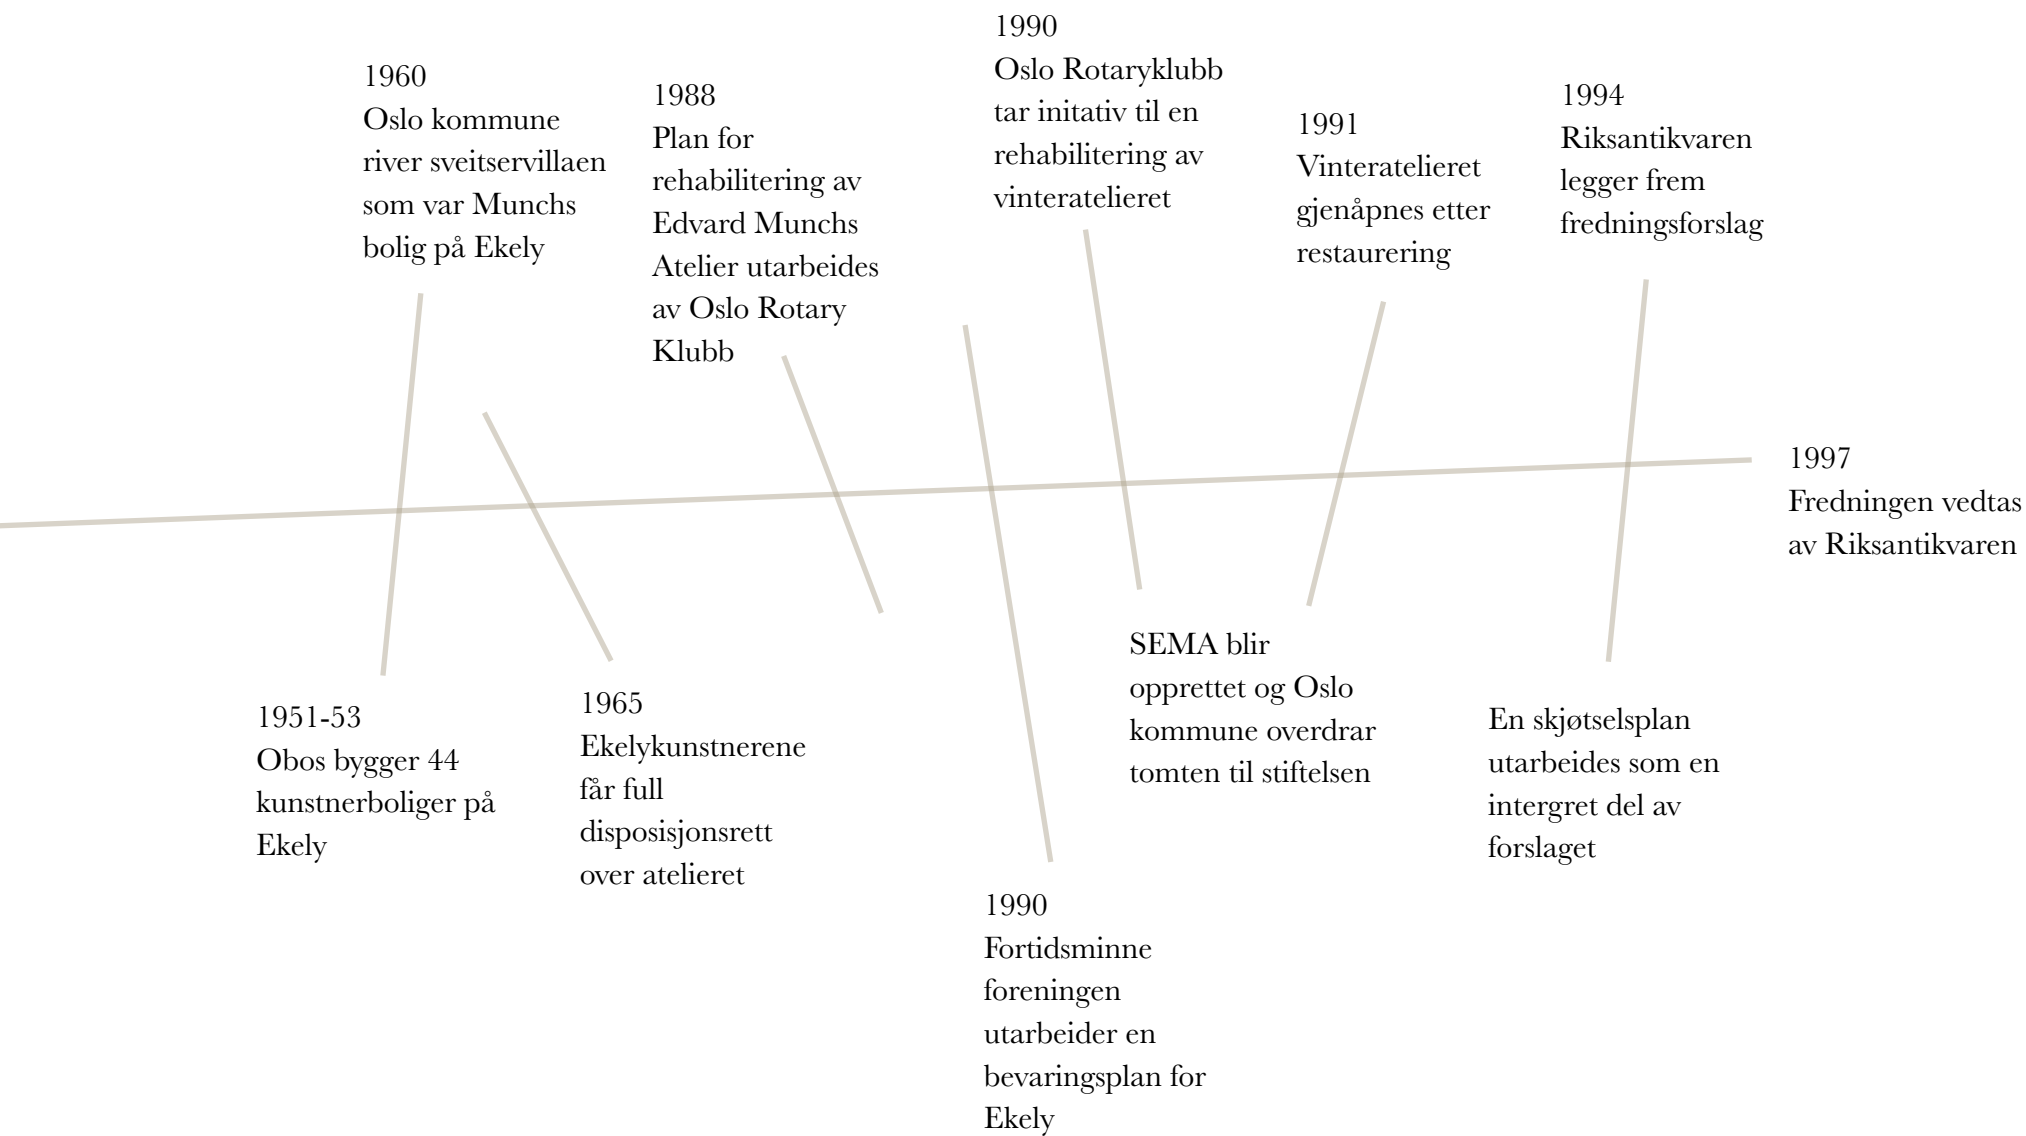 1960
Oslo kommune
river sveitservillaen
som var Munchs
bolig på Ekely
1988
Plan for
rehabilitering av
Edvard Munchs
Atelier utarbeides
av Oslo Rotary
Klubb
1990
Oslo Rotaryklubb
tar initativ til en
rehabilitering av
vinteratelieret
1991
Vinteratelieret
gjenåpnes etter
restaurering
1994
Riksantikvaren
legger frem
fredningsforslag
1997
Fredningen vedtas
av Riksantikvaren
1951-53
Obos bygger 44
kunstnerboliger på
Ekely
1965
Ekelykunstnerene
får full
disposisjonsrett
over atelieret
1990
Fortidsminne
foreningen
utarbeider en
bevaringsplan for
Ekely
SEMA blir
opprettet og Oslo
kommune overdrar
tomten til stiftelsen
En skjøtselsplan
utarbeides som en
intergret del av
forslaget